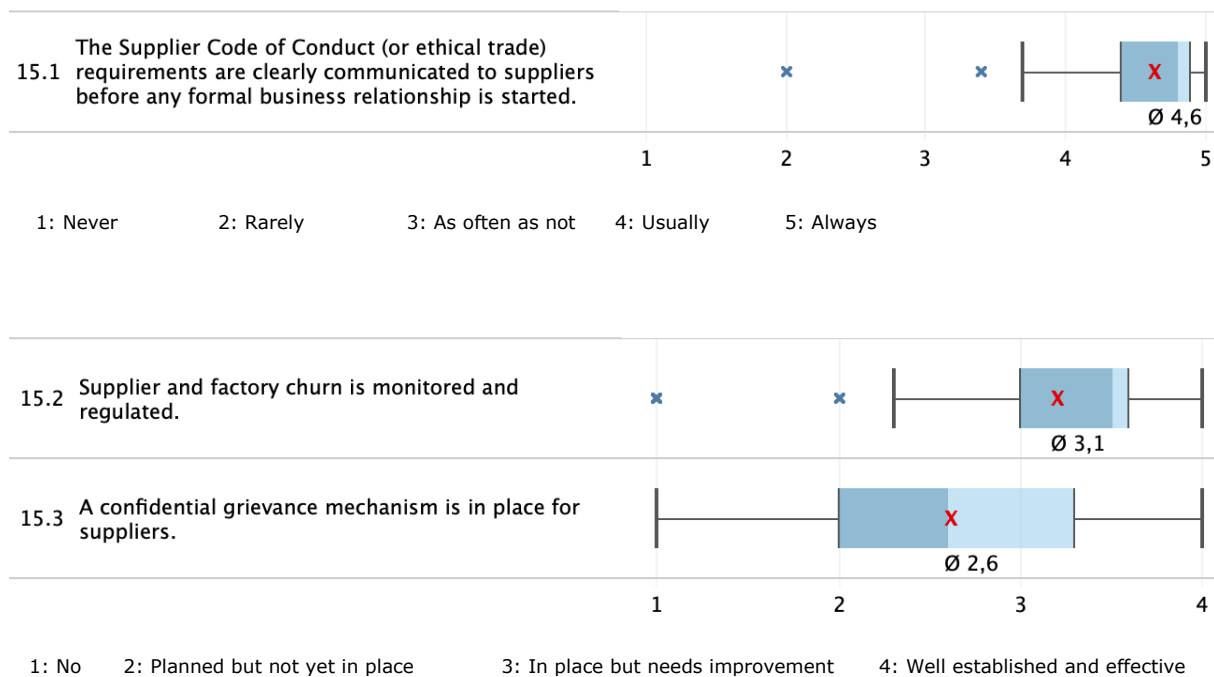 The Supplier Code of Conduct (or ethical trade)
15.1 requirements are clearly communicated to suppliers
before any formal business relationship is started.
X
Ø 4,6
1 2 3 4 5
1: Never 2: Rarely 3: As often as not 4: Usually 5: Always
15.2 Supplier and factory churn is monitored and
regulated.
X
Ø 3,1
15.3 A confidential grievance mechanism is in place for
suppliers.
X
Ø 2,6
1 2 3 4
1: No 2: Planned but not yet in place 3: In place but needs improvement 4: Well established and effective